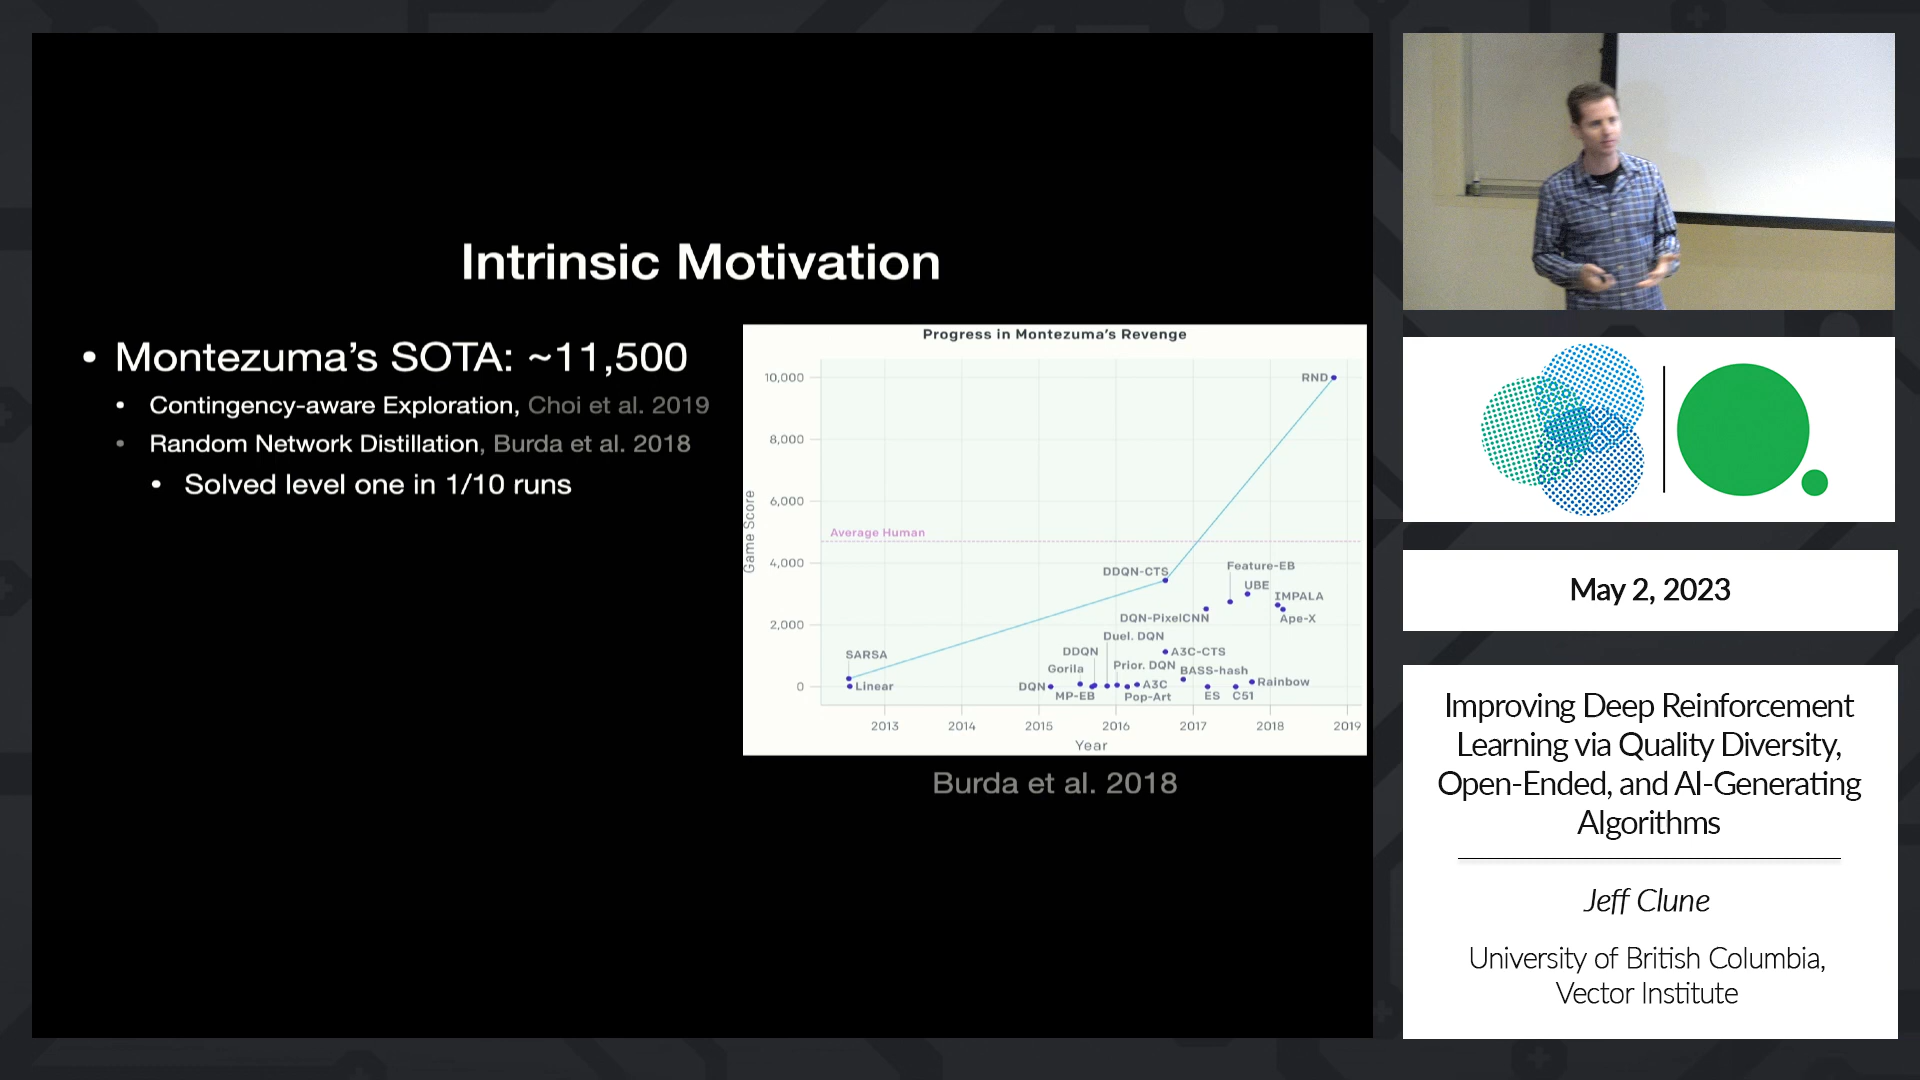 Intrinsic Motivation
• Montezuma's SOTA: ~11,500
• Contingency-aware Exploration, Choi et al. 2019
• Random Network Distillation, Burda et al. 2018
• Solved level one in 1/10 runs
Progress in Montezuma's Revenge
Game Score
10,000
8,000
6,000
4,000
2,000
0
Average Human
RND
DDQN-CTS
Feature-EB
UBE
IMPALA
DQN-PixelCNN
Ape-X
Duel. DQN
SARSA
DDQN
A3C-CTS
Gorila
Prior. DQN
BASS-hash
Linear
DQN
A3C
Rainbow
MP-EB
Pop-Art
ES
C51
2013
2014
2015
2016
2017
2018
2019
Year
Burda et al. 2018
May 2, 2023
Improving Deep Reinforcement
Learning via Quality Diversity,
Open-Ended, and AI-Generating
Algorithms
Jeff Clune
University of British Columbia,
Vector Institute